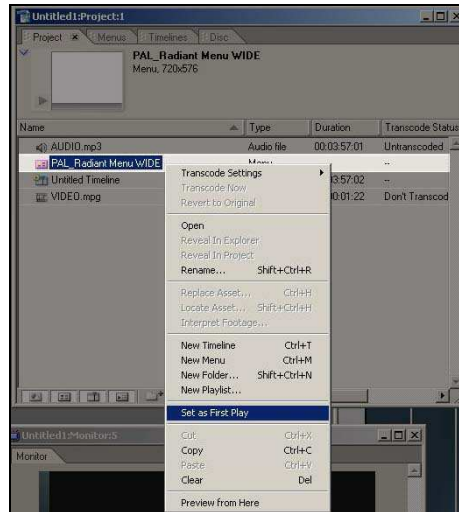 Untitled1:Project:1
Project Menus Timelines Disc
PAL_Radiant Menu WIDE
Menu, 720x576
Name Type Duration Transcode Status
AUDIO.mp3 Audio file 00:03:57:01 Untranscoded
PAL_Radiant Menu WIDE Menu --
Untitled Timeline 03:57:02 --
VIDEO.mpg 00:01:22 Don't Transcod
Transcode Settings
Transcode Now
Revert to Original
Open
Reveal In Explorer
Reveal In Project
Rename... Shift+Ctrl+R
Replace Asset... Ctrl+H
Locate Asset... Shift+Ctrl+H
Interpret Footage...
New Timeline Ctrl+T
New Menu Ctrl+M
New Folder... Shift+Ctrl+N
New Playlist...
Set as First Play
Cut Ctrl+X
Copy Ctrl+C
Paste Ctrl+V
Clear Del
Preview from Here
Untitled1:Monitor:5
Monitor